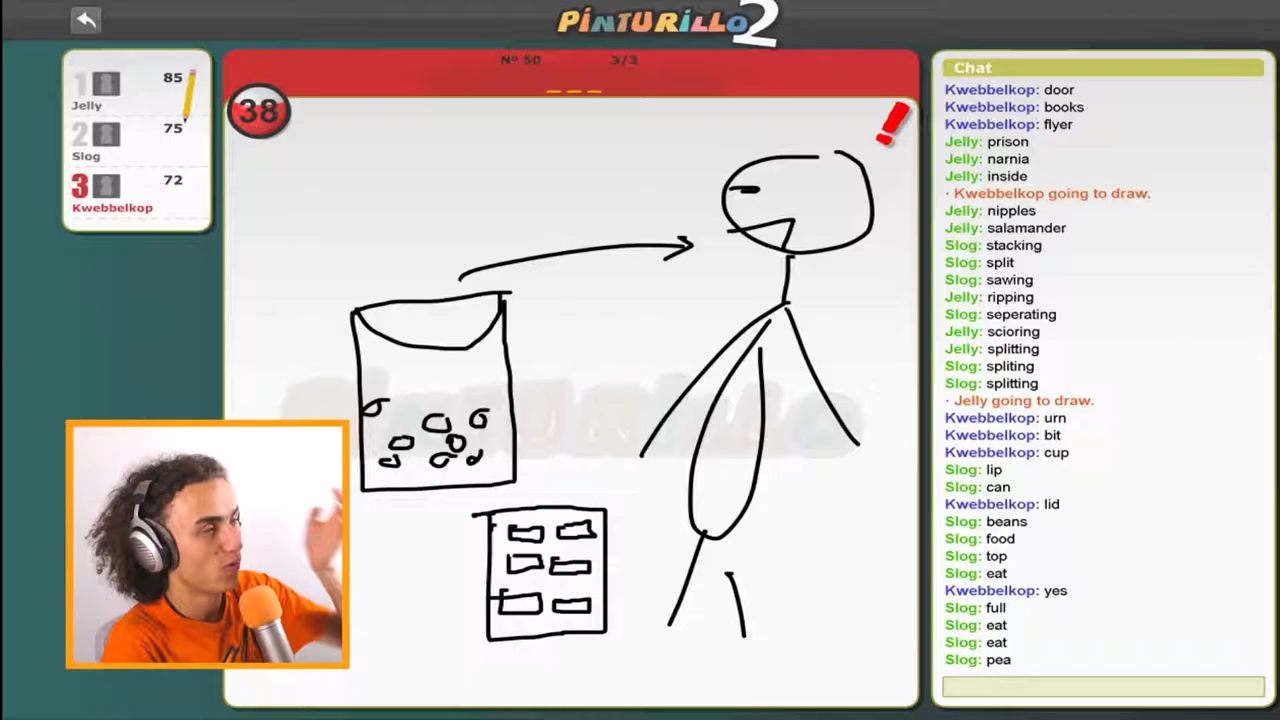 PINTURILLO 2
Nº 50 3/3
_ _ _
38
1 85
Jelly
2 75
Slog
3 72
Kwebbelkop
Chat
Kwebbelkop: door
Kwebbelkop: books
Kwebbelkop: flyer
Jelly: prison
Jelly: narnia
Jelly: inside
· Kwebbelkop going to draw.
Jelly: nipples
Jelly: salamander
Slog: stacking
Slog: split
Slog: sawing
Jelly: ripping
Slog: seperating
Jelly: scioring
Jelly: splitting
Slog: spliting
Slog: splitting
· Jelly going to draw.
Kwebbelkop: urn
Kwebbelkop: bit
Kwebbelkop: cup
Slog: lip
Slog: can
Kwebbelkop: lid
Slog: beans
Slog: food
Slog: top
Slog: eat
Kwebbelkop: yes
Slog: full
Slog: eat
Slog: eat
Slog: pea